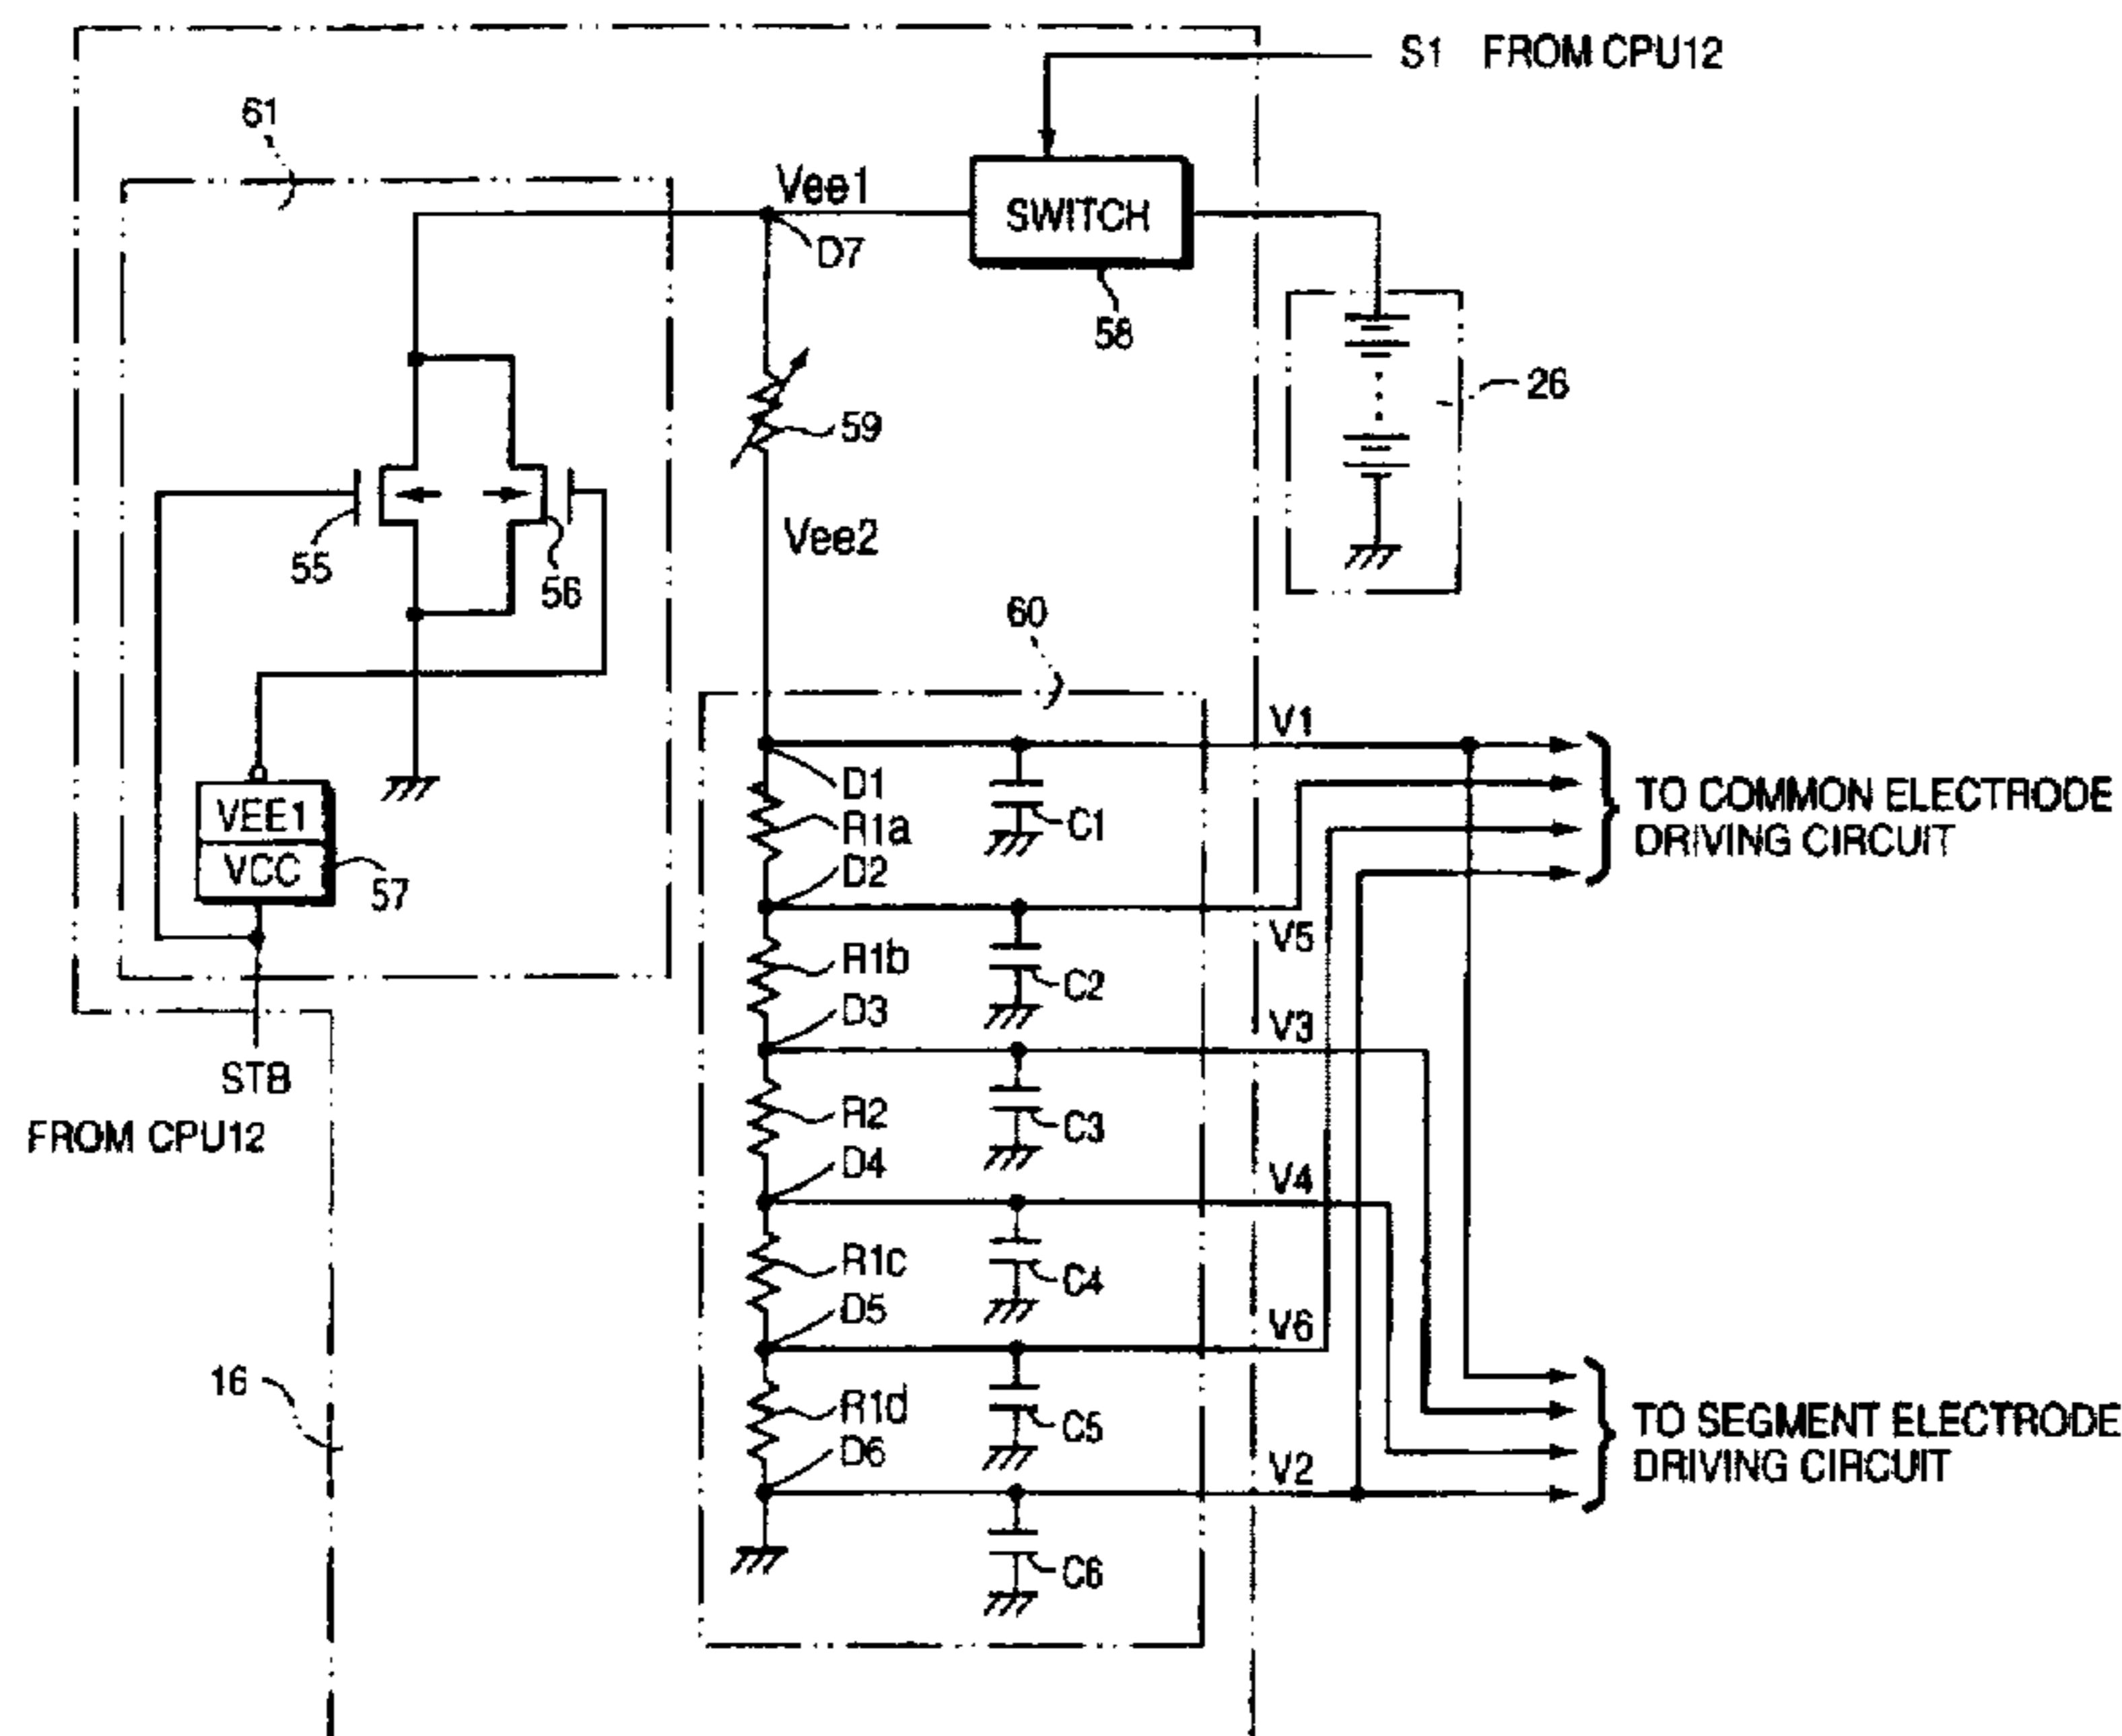 S1 FROM CPU12
61
Vee1
SWITCH
D7
58
26
59
Vee2
55
56
60
V1
D1
VEE1
R1a
C1
TO COMMON ELECTRODE
DRIVING CIRCUIT
VCC
57
D2
V5
R1b
C2
D3
V3
STB
R2
C3
FROM CPU12
D4
V4
R1c
C4
D5
V6
16
R1d
C5
TO SEGMENT ELECTRODE
DRIVING CIRCUIT
D6
V2
C6